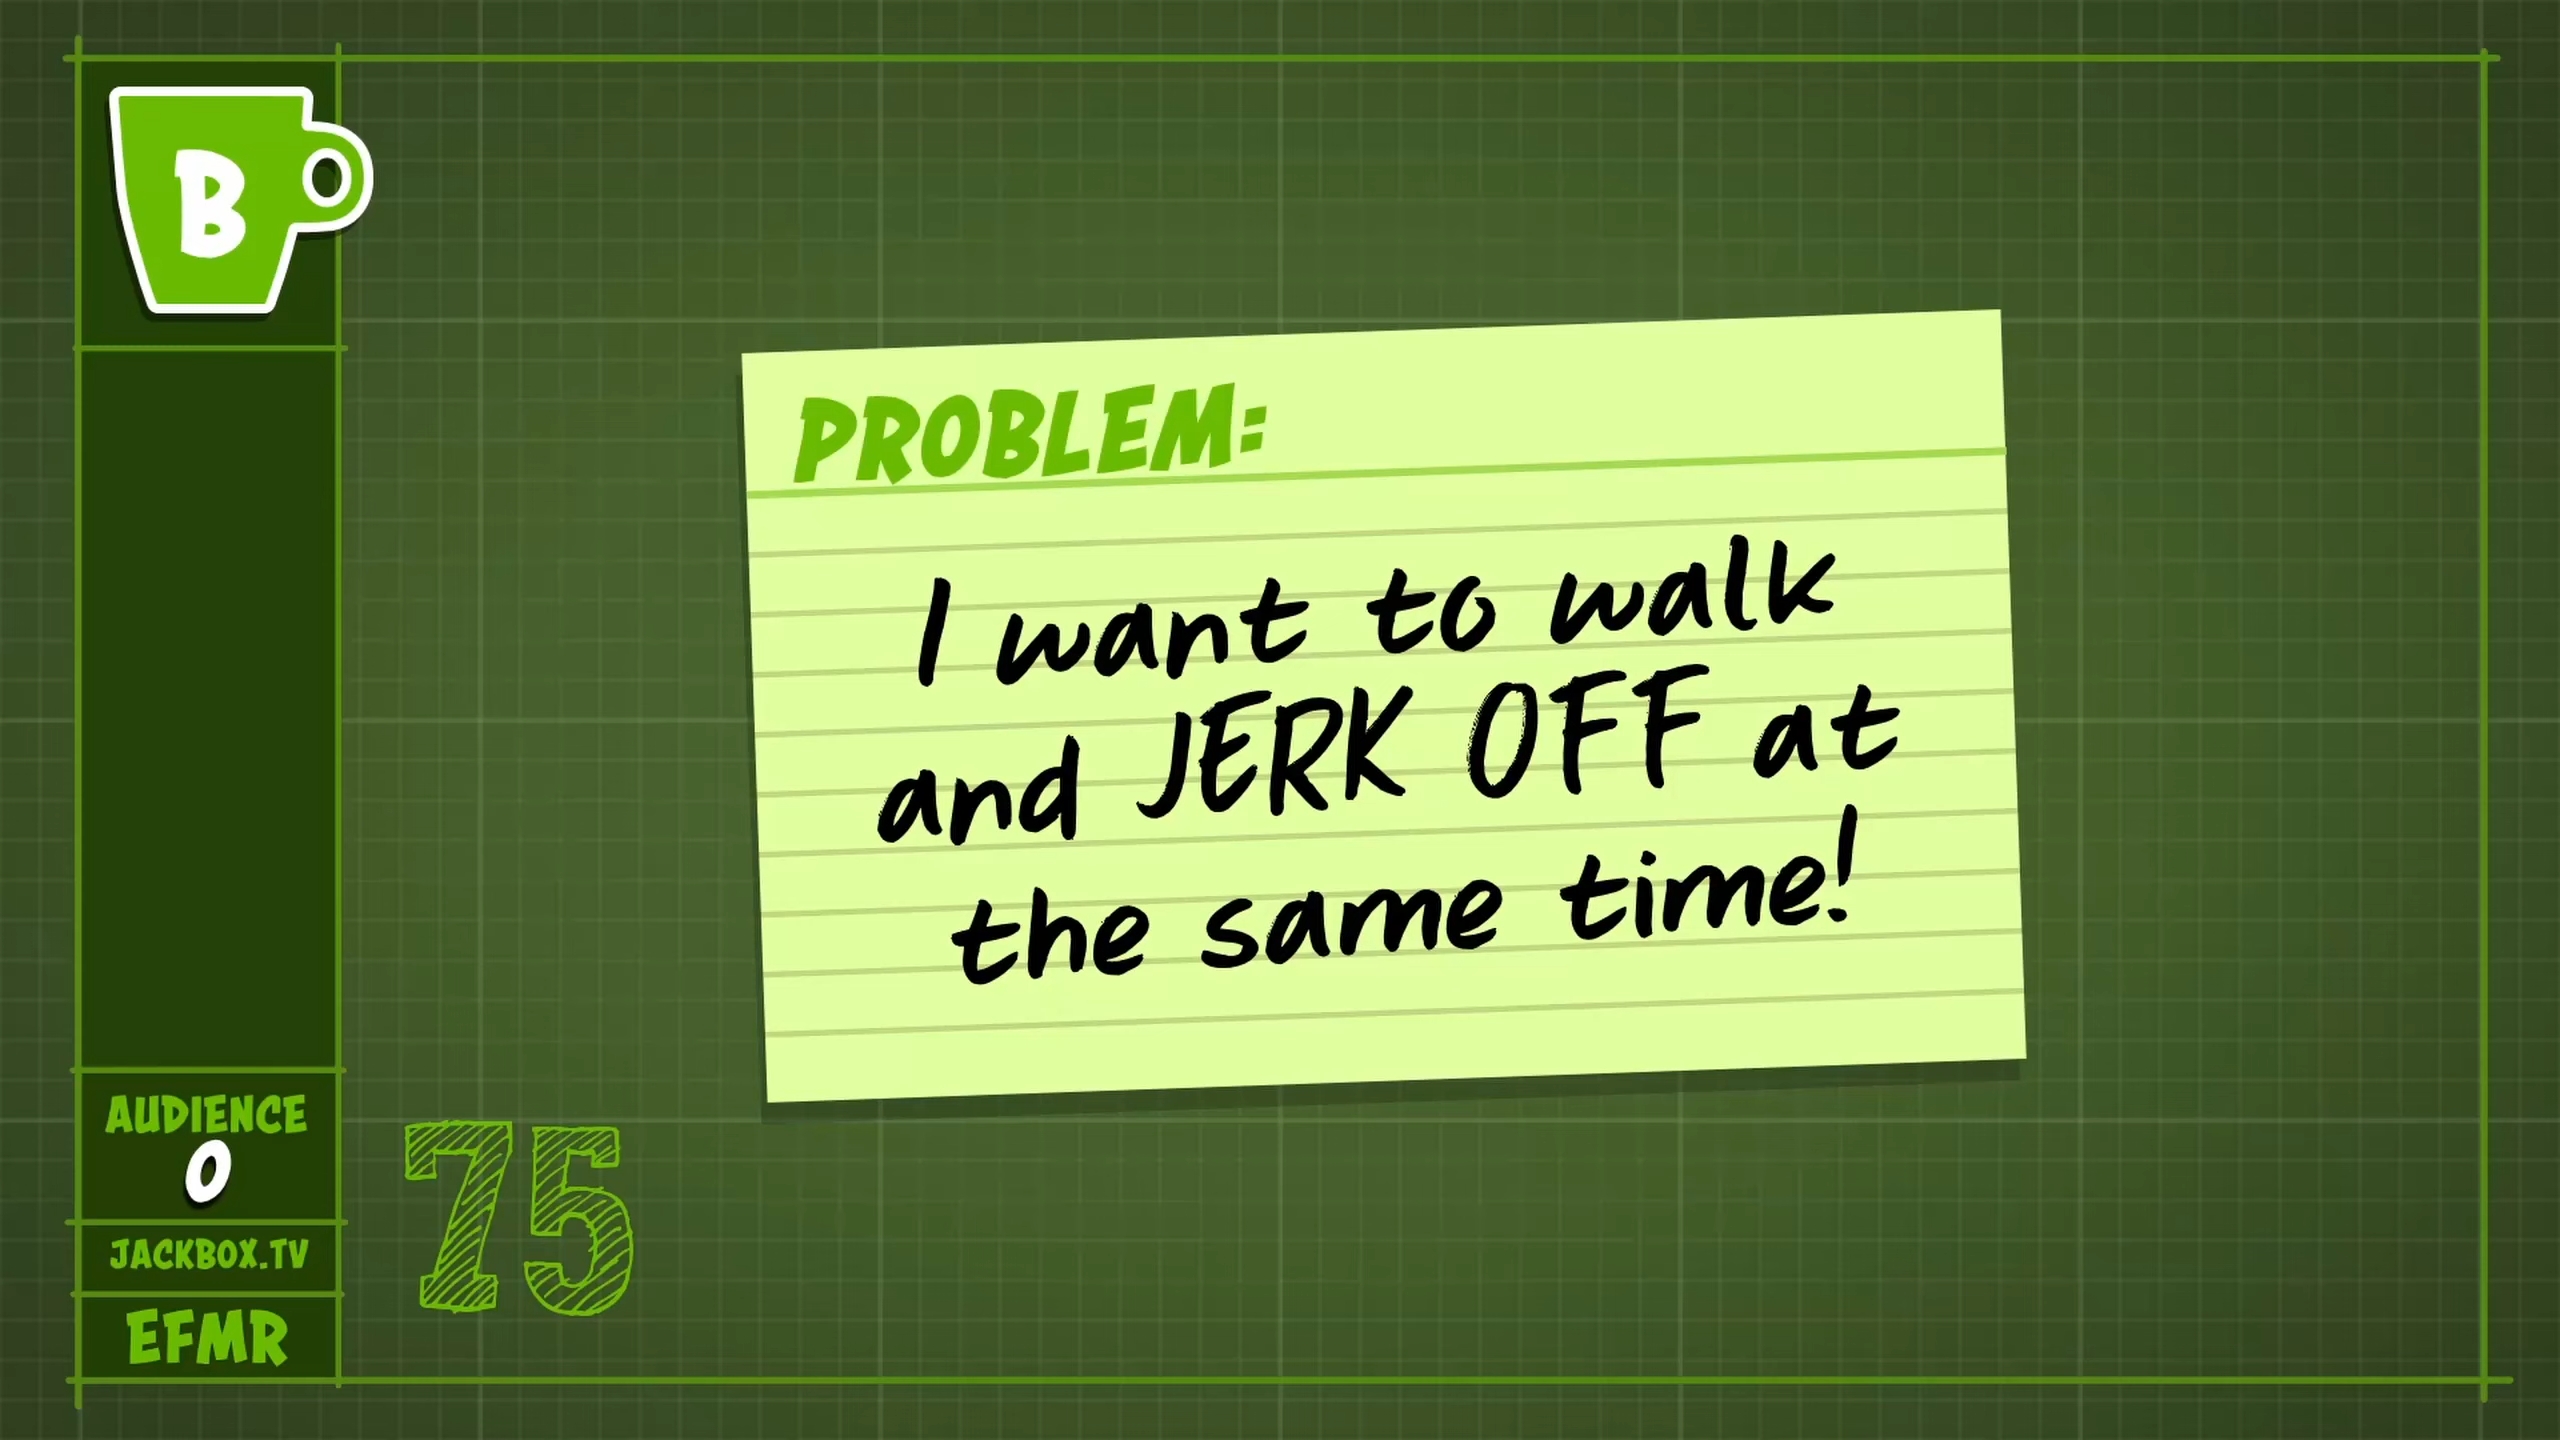 B
PROBLEM:
I want to walk
and JERK OFF at
the same time!
AUDIENCE
0
JACKBOX.TV
EFMR
75